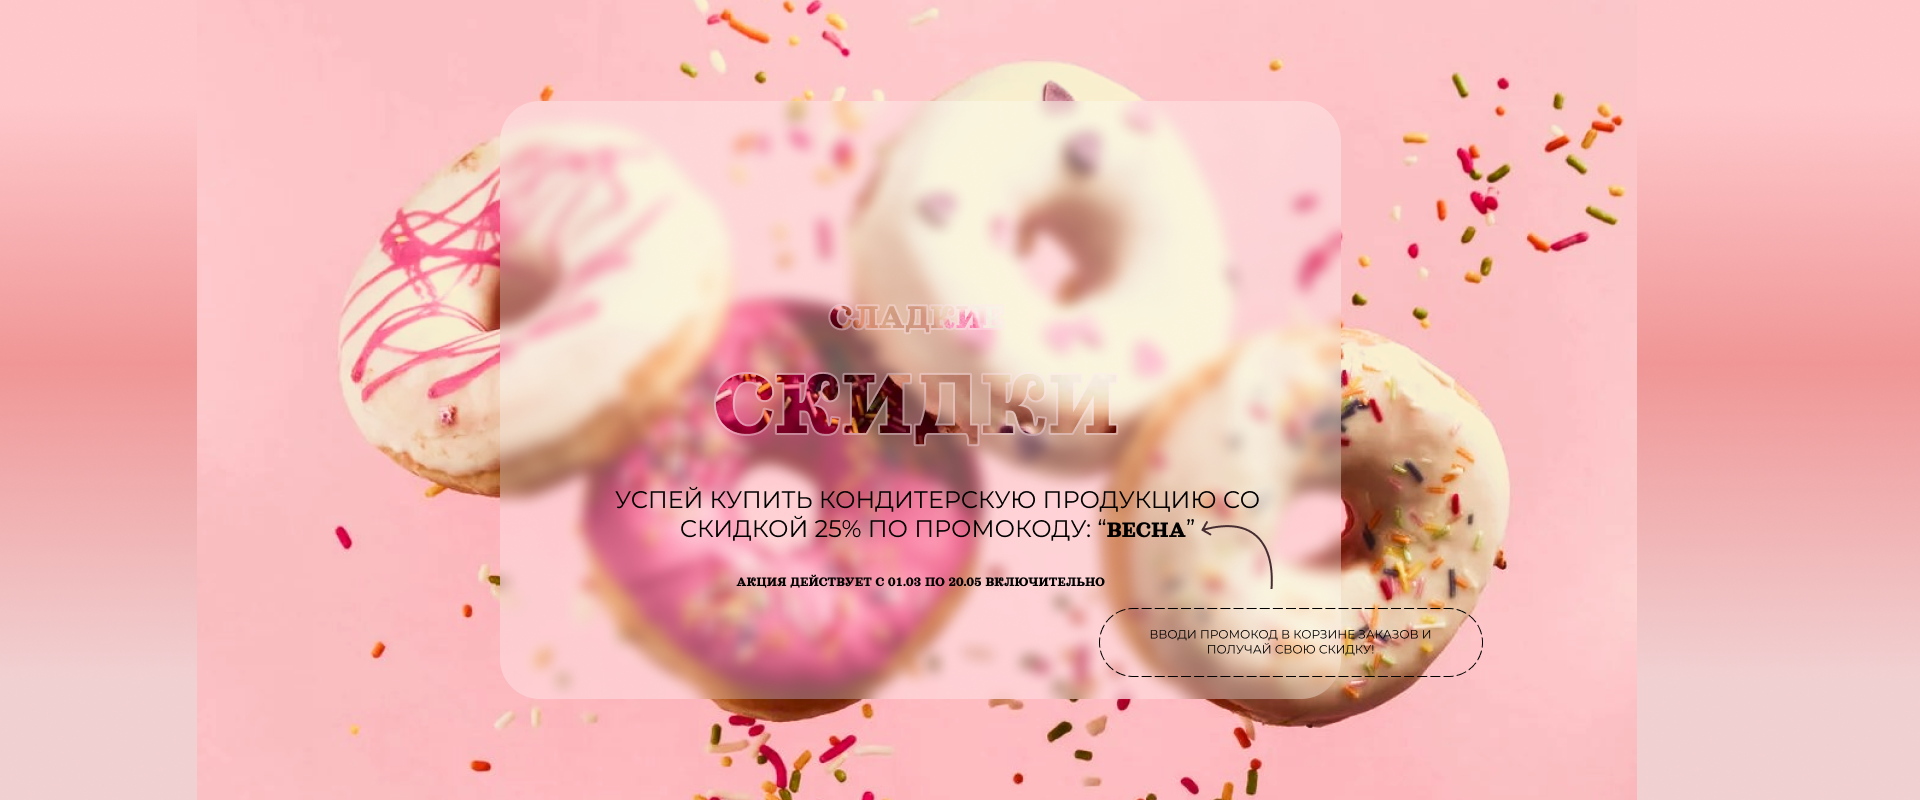 СЛАДКИЕ
СКИДКИ
УСПЕЙ КУПИТЬ КОНДИТЕРСКУЮ ПРОДУКЦИЮ СО
СКИДКОЙ 25% ПО ПРОМОКОДУ: “ВЕСНА”
АКЦИЯ ДЕЙСТВУЕТ С 01.03 ПО 20.05 ВКЛЮЧИТЕЛЬНО
ВВОДИ ПРОМОКОД В КОРЗИНЕ ЗАКАЗОВ И
ПОЛУЧАЙ СВОЮ СКИДКУ!